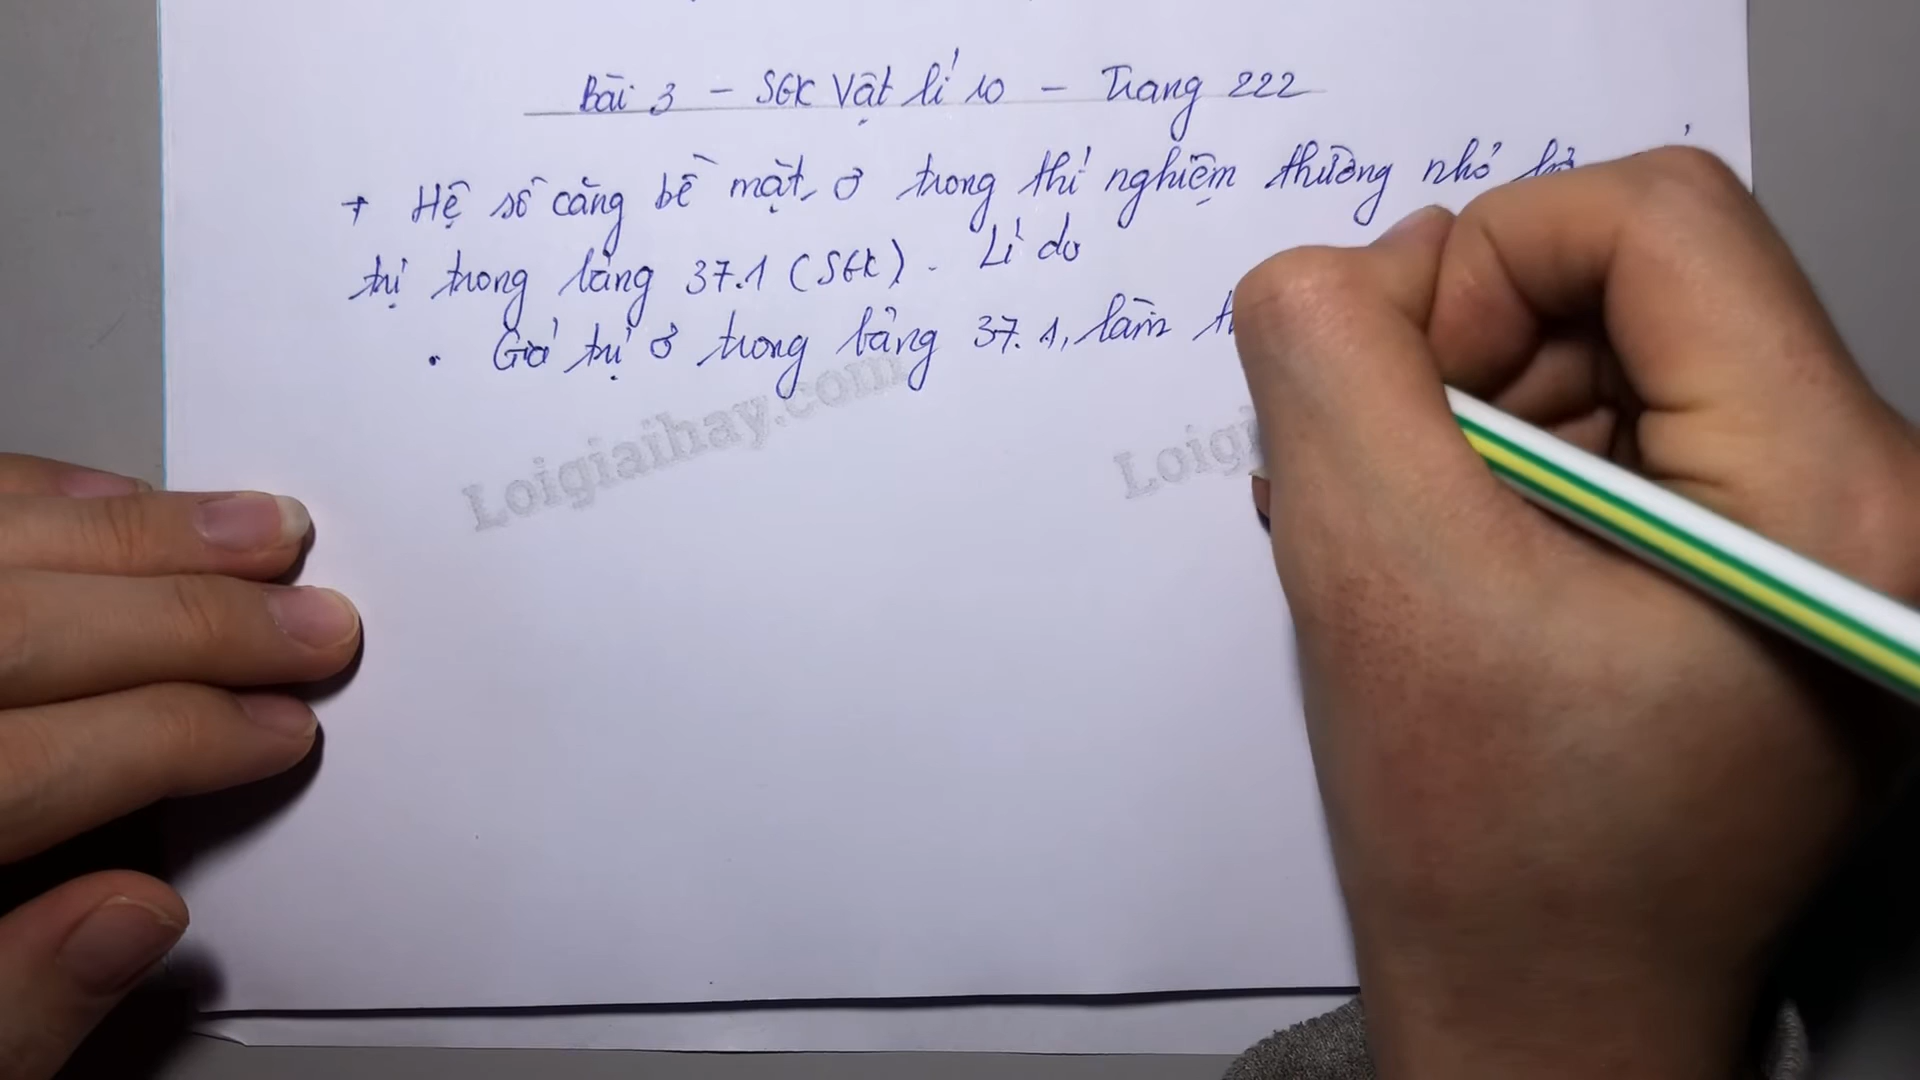 Bài 3 - SGK Vật lí 10 - Trang 222
+ Hệ số căng bề mặt ở trong thí nghiệm thường nhỏ
trị trong bảng 37.1 (SGK). Lí do
. Giá trị ở trong bảng 37.1, làm
Loigiaihay.com
Loigi